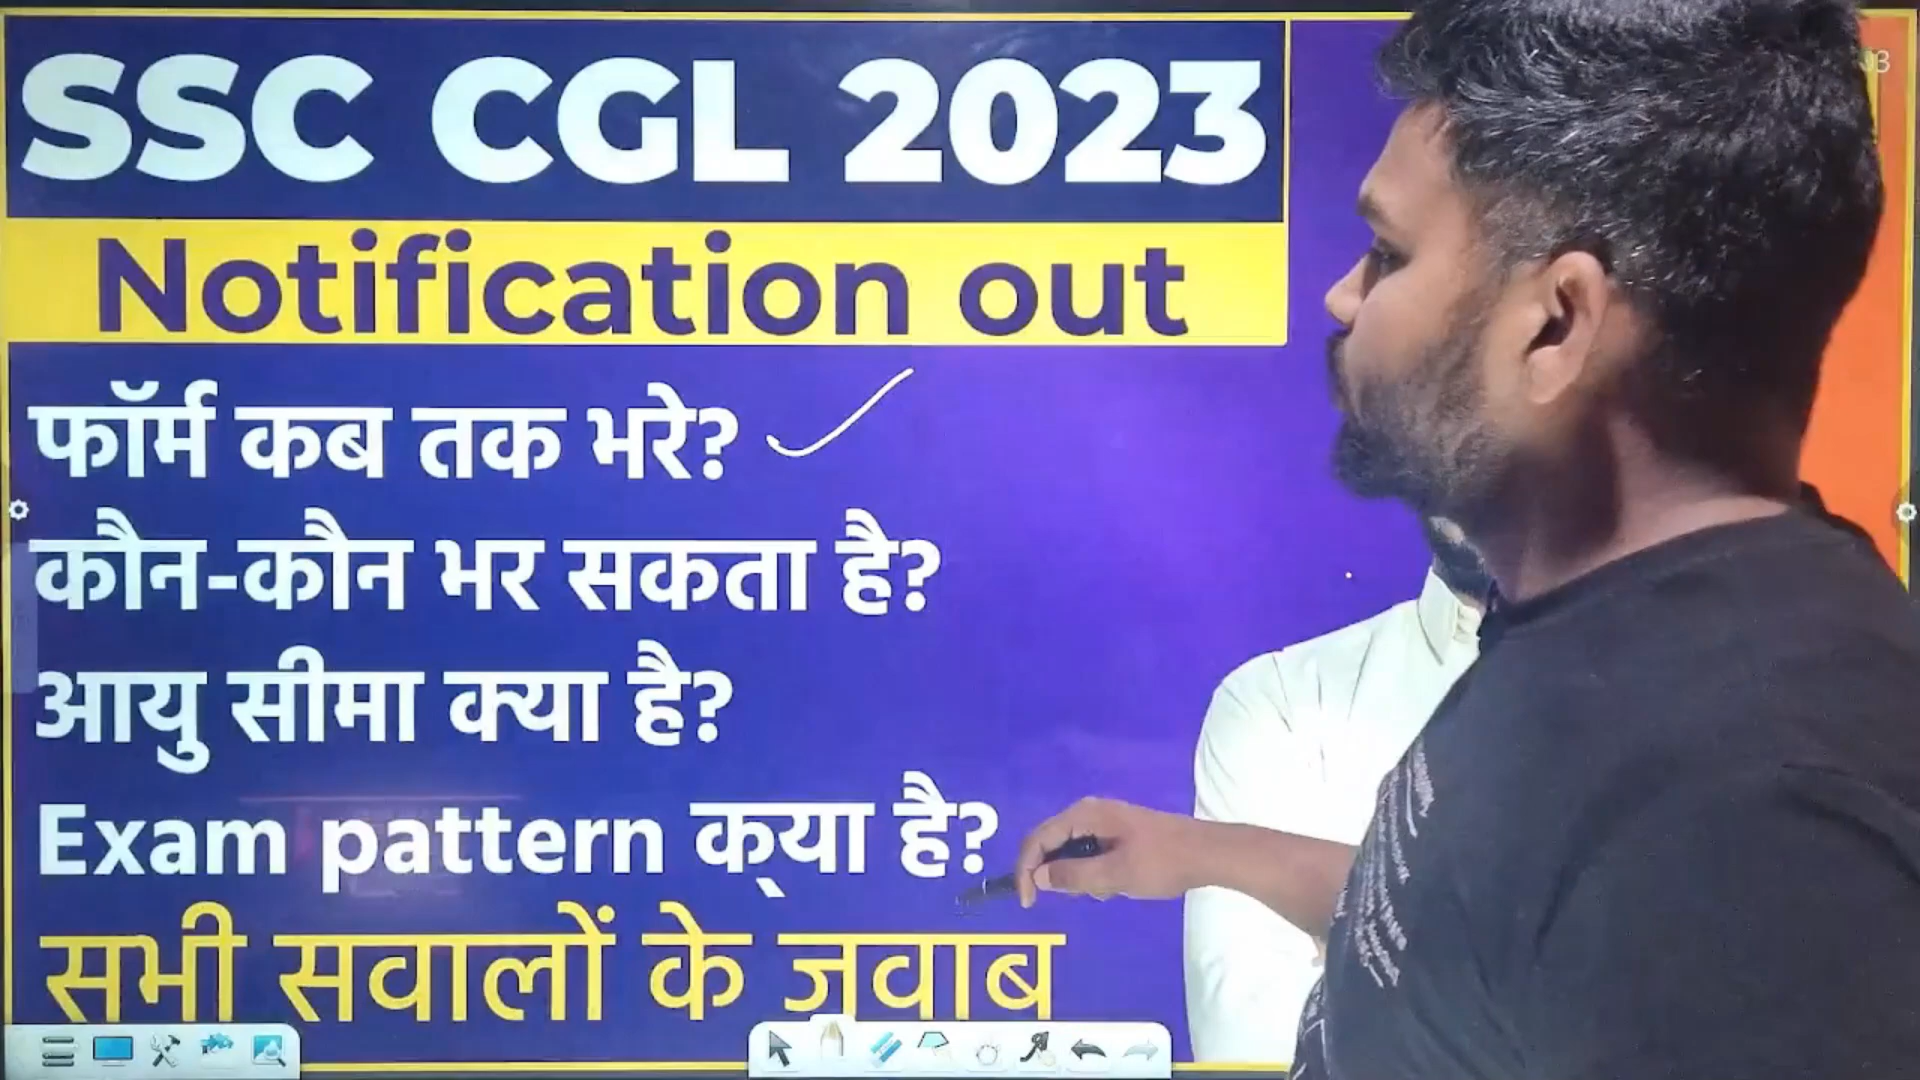 SSC CGL 2023
Notification out
फॉर्म कब तक भरे?
कौन-कौन भर सकता है?
आयु सीमा क्या है?
Exam pattern क्या है?
सभी सवालों के जवाब